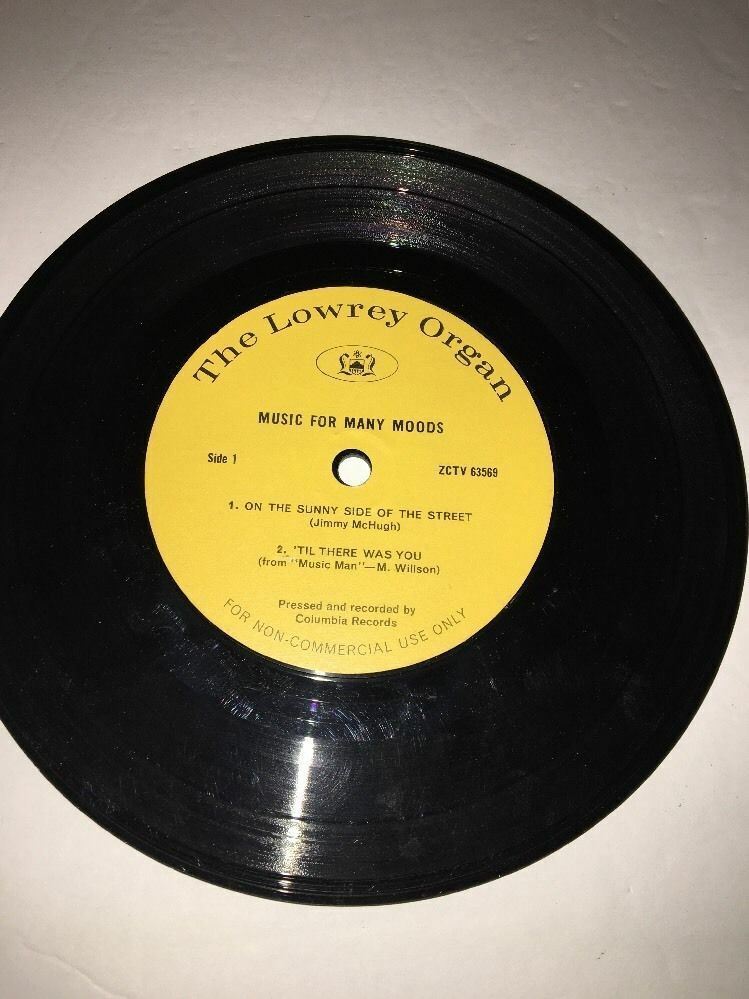 The Lowrey Organ
MUSIC FOR MANY MOODS
Side 1
ZCTV 63569
1. ON THE SUNNY SIDE OF THE STREET
(Jimmy McHugh)
2. 'TIL THERE WAS YOU
(from "Music Man"—M. Willson)
Pressed and recorded by
Columbia Records
FOR NON-COMMERCIAL USE ONLY